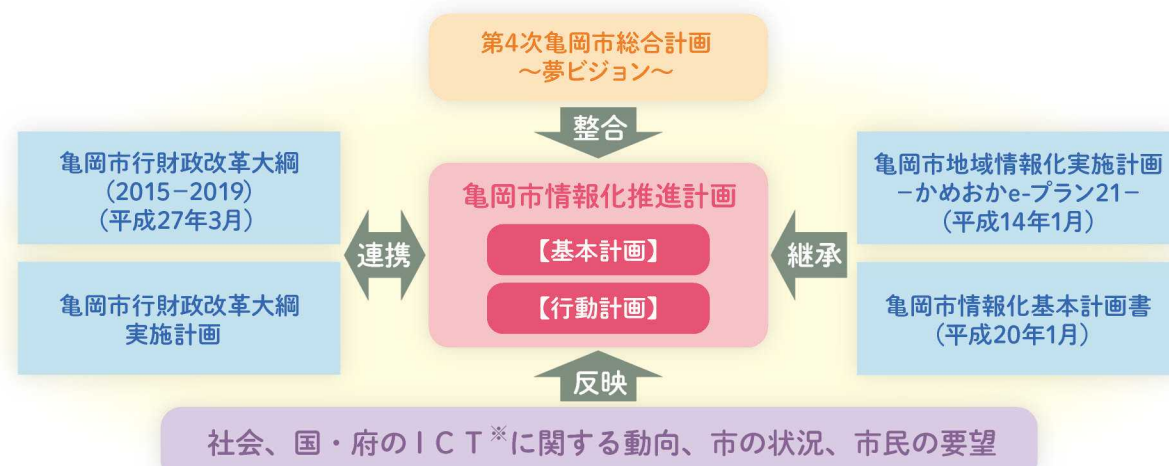 第4次亀岡市総合計画
～夢ビジョン～
整合
亀岡市行財政改革大綱
(2015－2019)
(平成27年3月)
亀岡市行財政改革大綱
実施計画
連携
亀岡市情報化推進計画
【基本計画】
【行動計画】
継承
亀岡市地域情報化実施計画
－かめおかe-プラン21－
(平成14年1月)
亀岡市情報化基本計画書
(平成20年1月)
反映
社会、国・府のＩＣＴ※に関する動向、市の状況、市民の要望